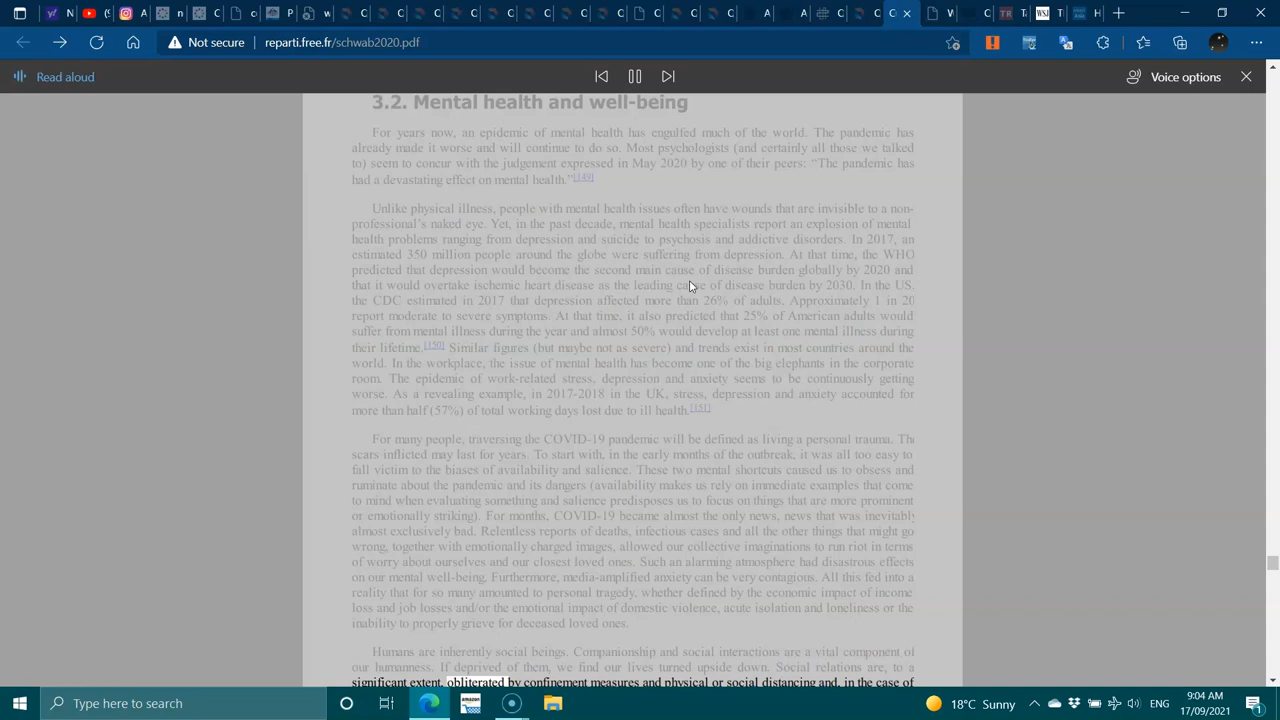 Not secure
reparti.free.fr/schwab2020.pdf
Read aloud
Voice options
3.2. Mental health and well-being
For years now, an epidemic of mental health has engulfed much of the world. The pandemic has
already made it worse and will continue to do so. Most psychologists (and certainly all those we talked
to) seem to concur with the judgement expressed in May 2020 by one of their peers: “The pandemic has
had a devastating effect on mental health.”[149]
Unlike physical illness, people with mental health issues often have wounds that are invisible to a non-
professional’s naked eye. Yet, in the past decade, mental health specialists report an explosion of mental
health problems ranging from depression and suicide to psychosis and addictive disorders. In 2017, an
estimated 350 million people around the globe were suffering from depression. At that time, the WHO
predicted that depression would become the second main cause of disease burden globally by 2020 and
that it would overtake ischemic heart disease as the leading cause of disease burden by 2030. In the US,
the CDC estimated in 2017 that depression affected more than 26% of adults. Approximately 1 in 20
report moderate to severe symptoms. At that time, it also predicted that 25% of American adults would
suffer from mental illness during the year and almost 50% would develop at least one mental illness during
their lifetime.[150] Similar figures (but maybe not as severe) and trends exist in most countries around the
world. In the workplace, the issue of mental health has become one of the big elephants in the corporate
room. The epidemic of work-related stress, depression and anxiety seems to be continuously getting
worse. As a revealing example, in 2017-2018 in the UK, stress, depression and anxiety accounted for
more than half (57%) of total working days lost due to ill health.[151]
For many people, traversing the COVID-19 pandemic will be defined as living a personal trauma. The
scars inflicted may last for years. To start with, in the early months of the outbreak, it was all too easy to
fall victim to the biases of availability and salience. These two mental shortcuts caused us to obsess and
ruminate about the pandemic and its dangers (availability makes us rely on immediate examples that come
to mind when evaluating something and salience predisposes us to focus on things that are more prominent
or emotionally striking). For months, COVID-19 became almost the only news, news that was inevitably
almost exclusively bad. Relentless reports of deaths, infectious cases and all the other things that might go
wrong, together with emotionally charged images, allowed our collective imaginations to run riot in terms
of worry about ourselves and our closest loved ones. Such an alarming atmosphere had disastrous effects
on our mental well-being. Furthermore, media-amplified anxiety can be very contagious. All this fed into a
reality that for so many amounted to personal tragedy, whether defined by the economic impact of income
loss and job losses and/or the emotional impact of domestic violence, acute isolation and loneliness or the
inability to properly grieve for deceased loved ones.
Humans are inherently social beings. Companionship and social interactions are a vital component of
our humanness. If deprived of them, we find our lives turned upside down. Social relations are, to a
significant extent, obliterated by confinement measures and physical or social distancing and, in the case of
Type here to search
amazon
18°C Sunny
ENG
9:04 AM
17/09/2021